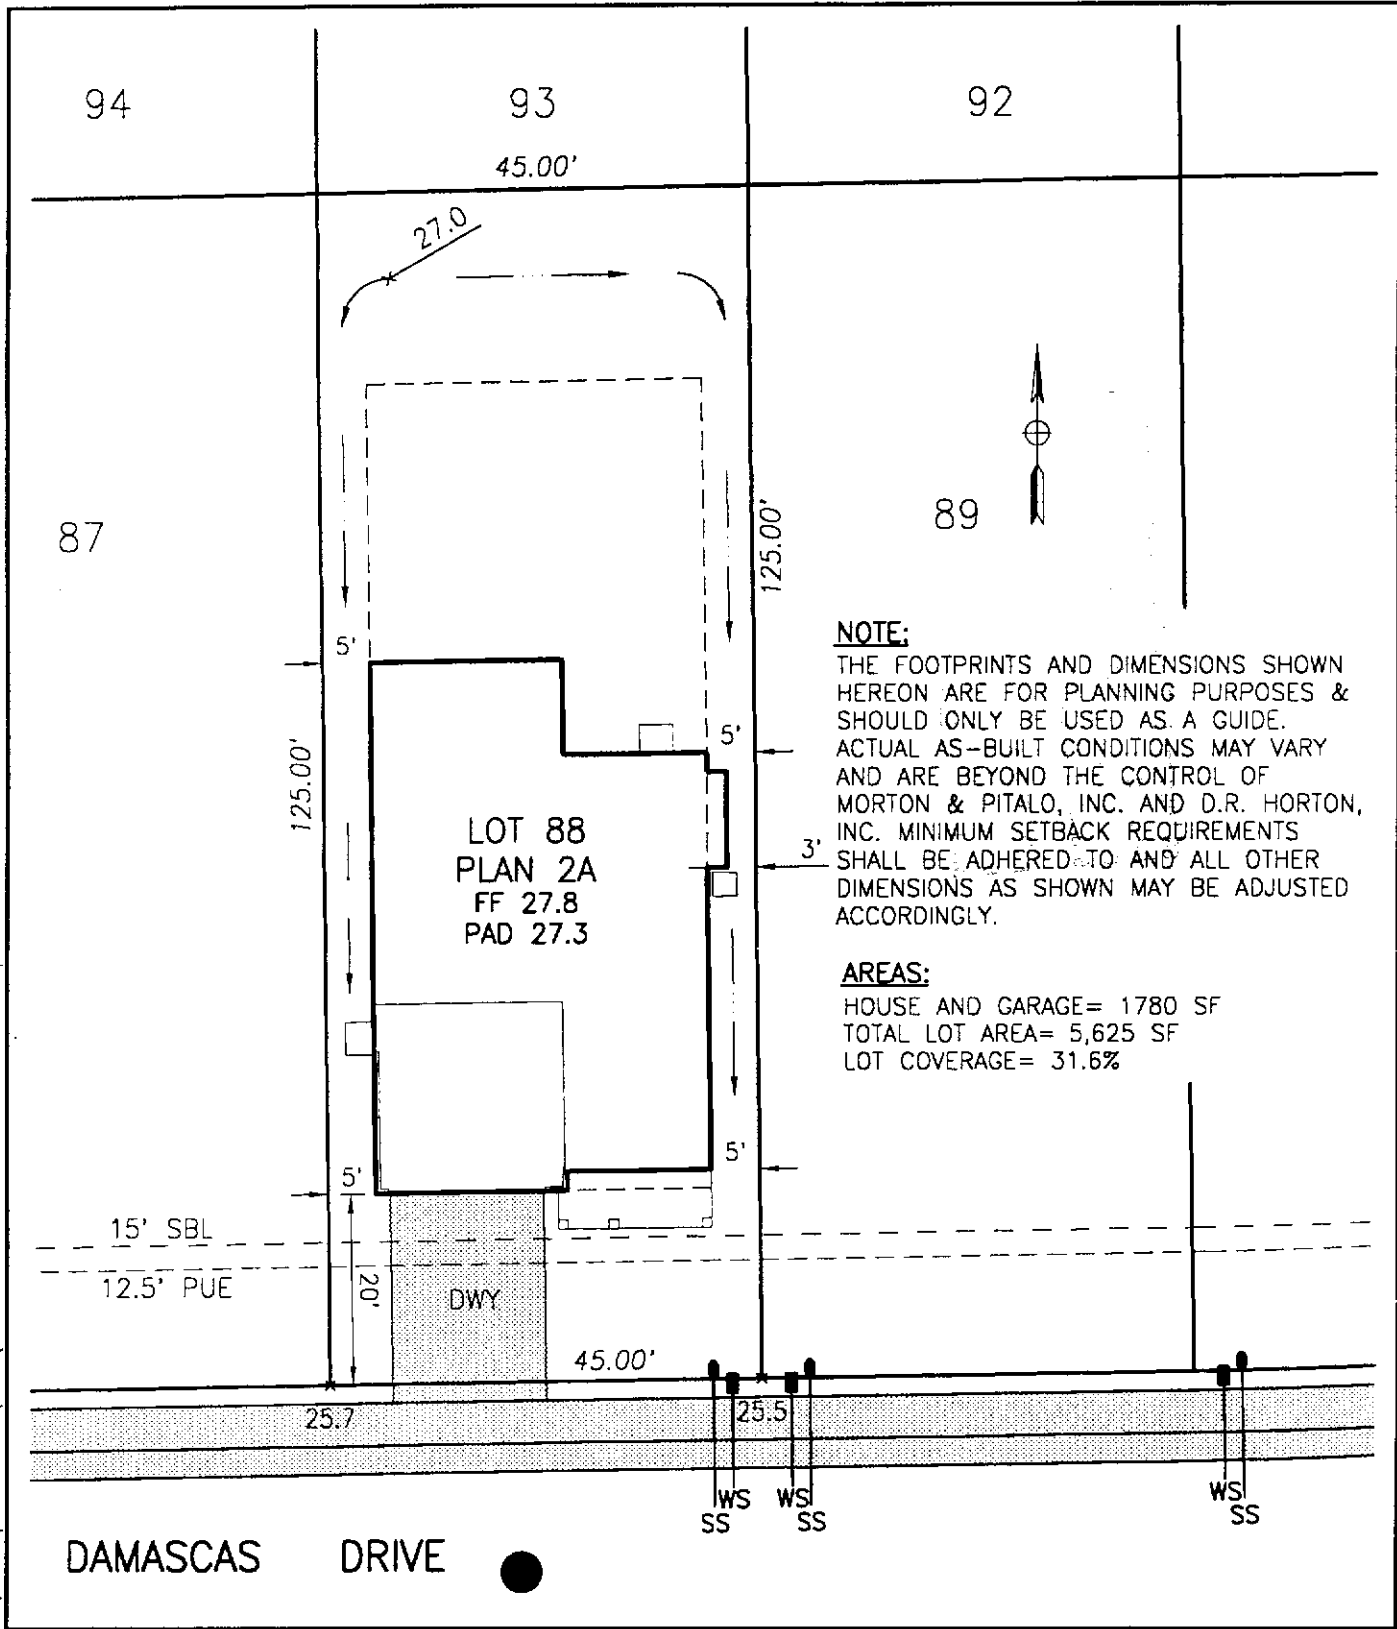 94
93
92
45.00'
27.0
87
89
125.00'
125.00'
5'
5'
3'
LOT 88
PLAN 2A
FF 27.8
PAD 27.3
NOTE:
THE FOOTPRINTS AND DIMENSIONS SHOWN
HEREON ARE FOR PLANNING PURPOSES &
SHOULD ONLY BE USED AS A GUIDE.
ACTUAL AS-BUILT CONDITIONS MAY VARY
AND ARE BEYOND THE CONTROL OF
MORTON & PITALO, INC. AND D.R. HORTON,
INC. MINIMUM SETBACK REQUIREMENTS
SHALL BE ADHERED TO AND ALL OTHER
DIMENSIONS AS SHOWN MAY BE ADJUSTED
ACCORDINGLY.
AREAS:
HOUSE AND GARAGE= 1780 SF
TOTAL LOT AREA= 5,625 SF
LOT COVERAGE= 31.6%
5'
5'
15' SBL
12.5' PUE
20'
DWY
45.00'
25.7
25.5
WS
SS
WS
SS
WS
SS
DAMASCAS DRIVE